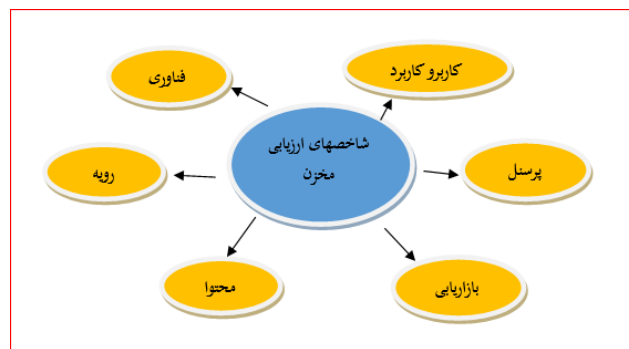 کاربرو کاربرد
فناوری
شاخصهای ارزیابی
مخزن
پرسنل
رویه
بازاریابی
محتوا